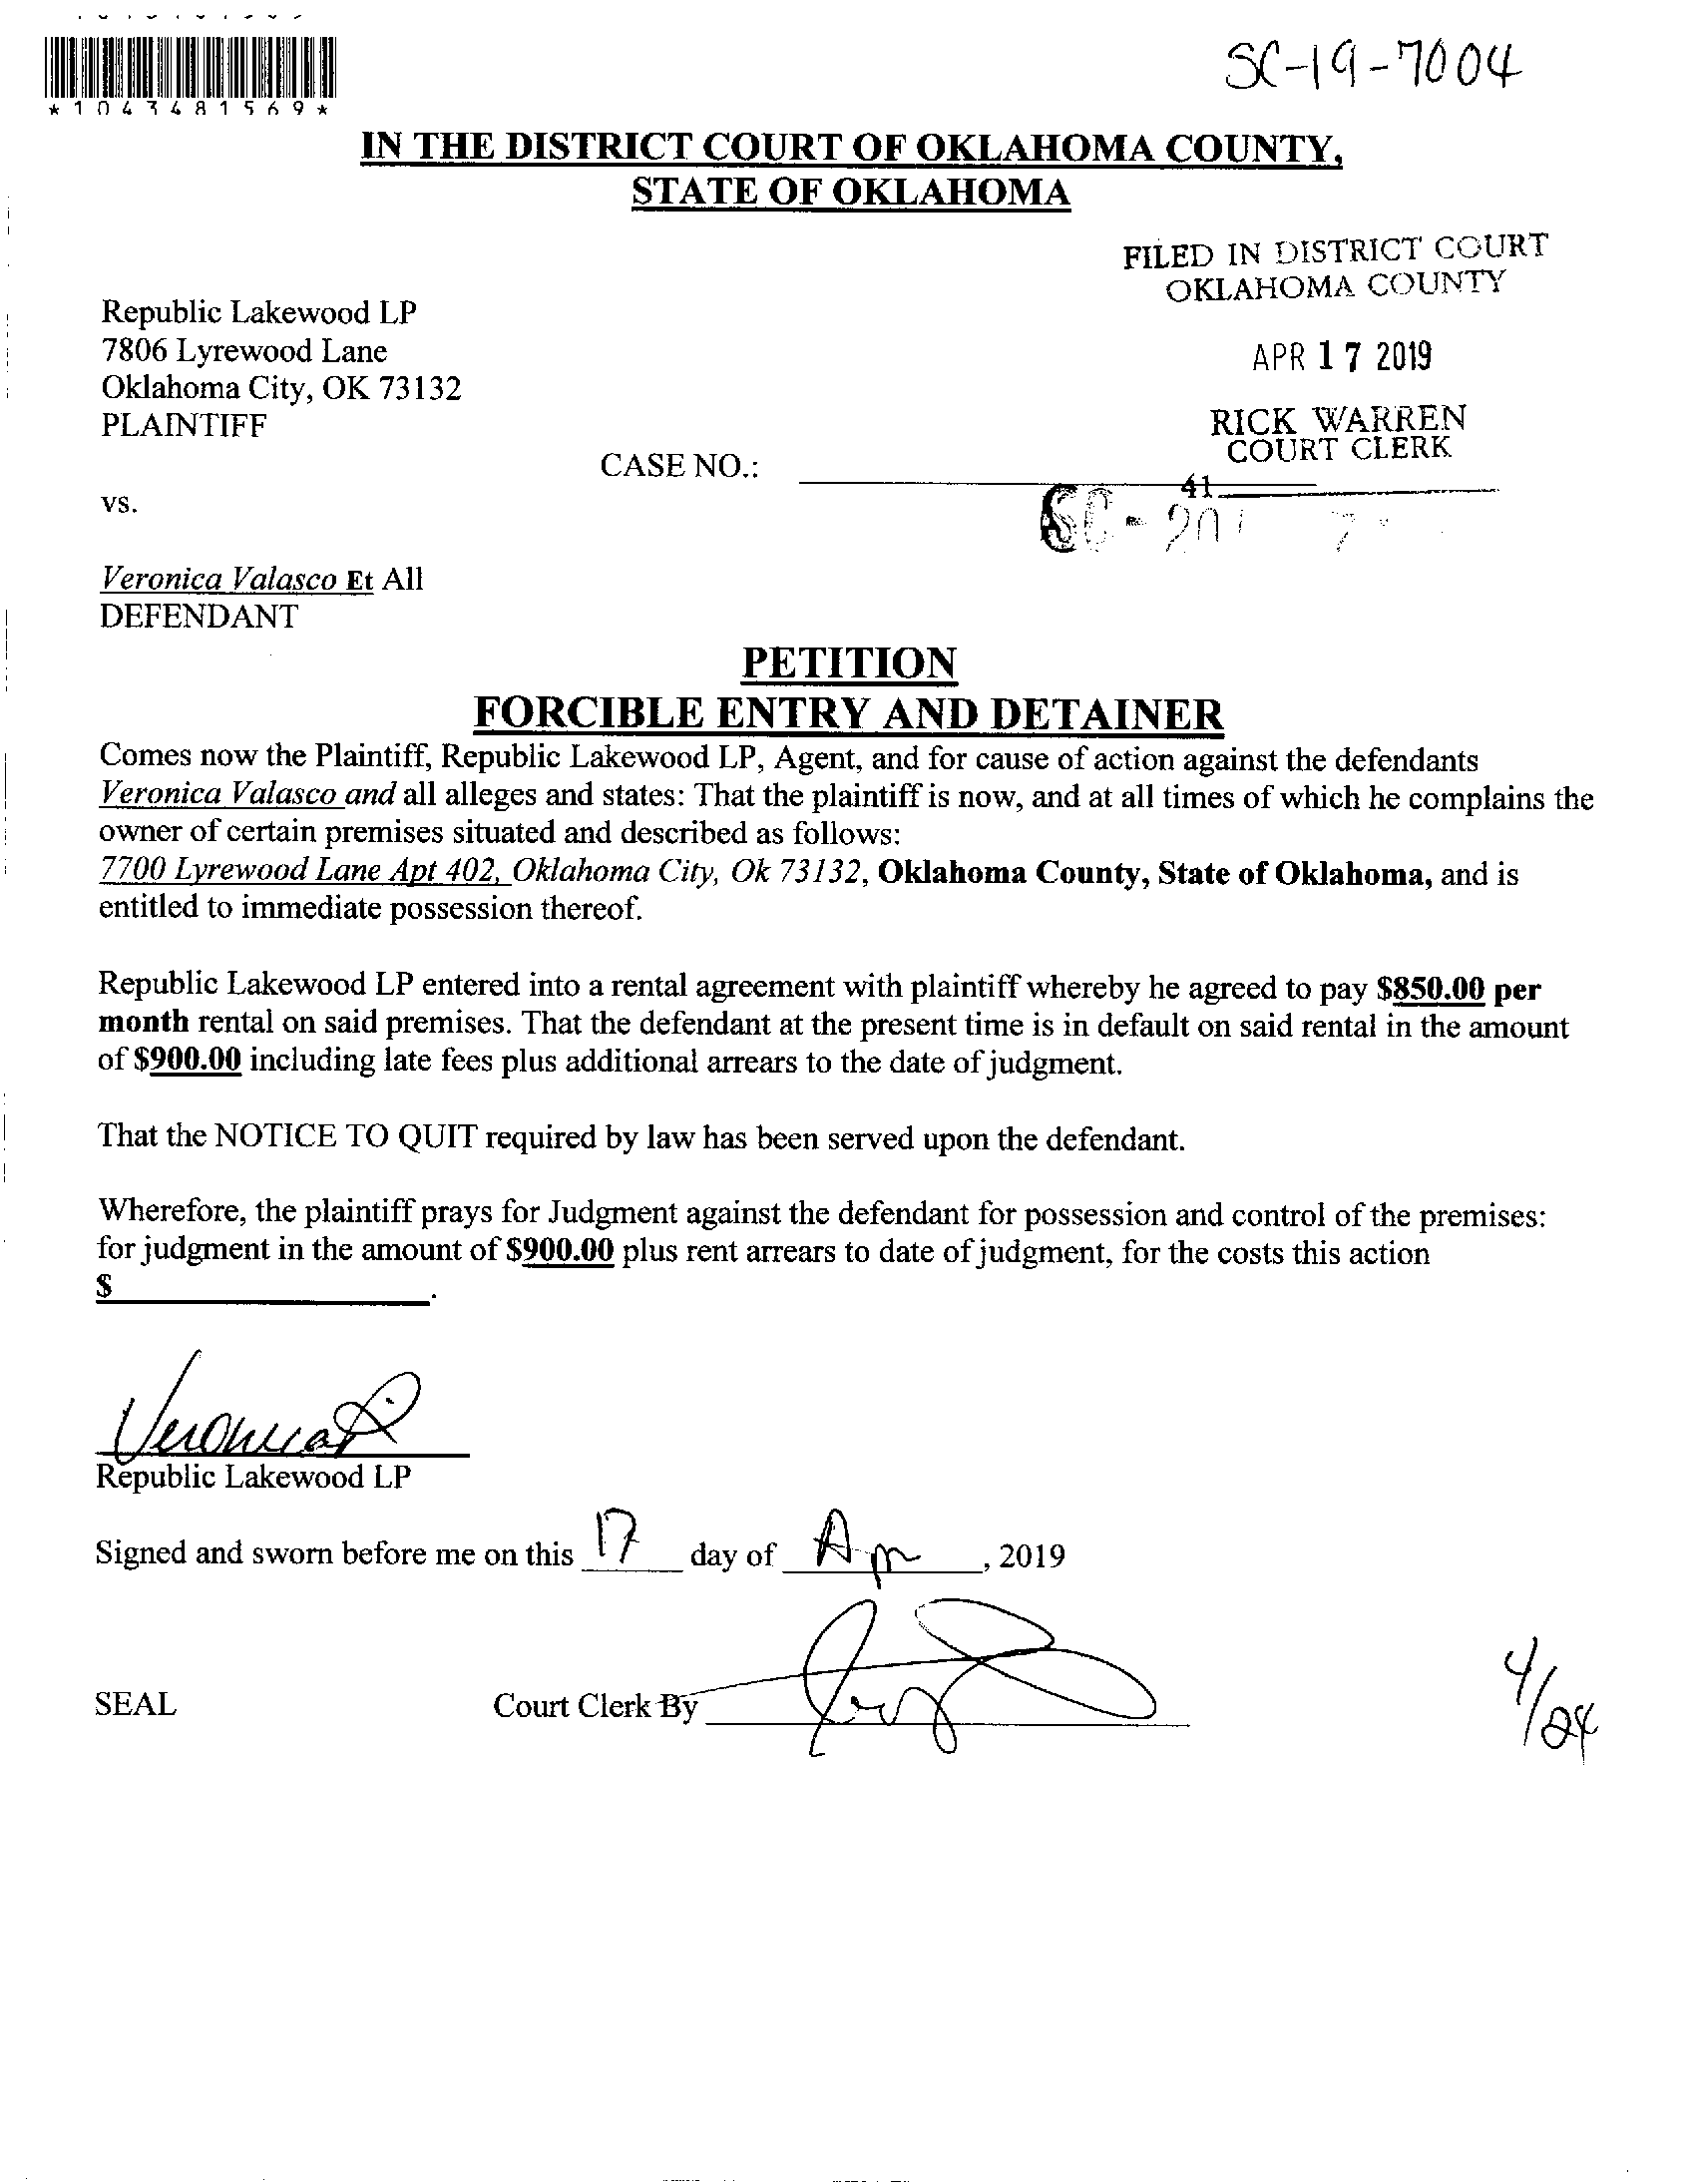 *1043481569*
SC-19-7004
IN THE DISTRICT COURT OF OKLAHOMA COUNTY,
STATE OF OKLAHOMA
FILED IN DISTRICT COURT
OKLAHOMA COUNTY
Republic Lakewood LP
7806 Lyrewood Lane
APR 17 2019
Oklahoma City, OK 73132
PLAINTIFF
RICK WARREN
COURT CLERK
CASE NO.:
41
vs.
Veronica Valasco Et All
DEFENDANT
PETITION
FORCIBLE ENTRY AND DETAINER
Comes now the Plaintiff, Republic Lakewood LP, Agent, and for cause of action against the defendants
Veronica Valasco and all alleges and states: That the plaintiff is now, and at all times of which he complains the
owner of certain premises situated and described as follows:
7700 Lyrewood Lane Apt 402, Oklahoma City, Ok 73132, Oklahoma County, State of Oklahoma, and is
entitled to immediate possession thereof.
Republic Lakewood LP entered into a rental agreement with plaintiff whereby he agreed to pay $850.00 per
month rental on said premises. That the defendant at the present time is in default on said rental in the amount
of $900.00 including late fees plus additional arrears to the date of judgment.
That the NOTICE TO QUIT required by law has been served upon the defendant.
Wherefore, the plaintiff prays for Judgment against the defendant for possession and control of the premises:
for judgment in the amount of $900.00 plus rent arrears to date of judgment, for the costs this action
$ .
Republic Lakewood LP
Signed and sworn before me on this 17 day of Apr, 2019
SEAL Court Clerk By
4/24